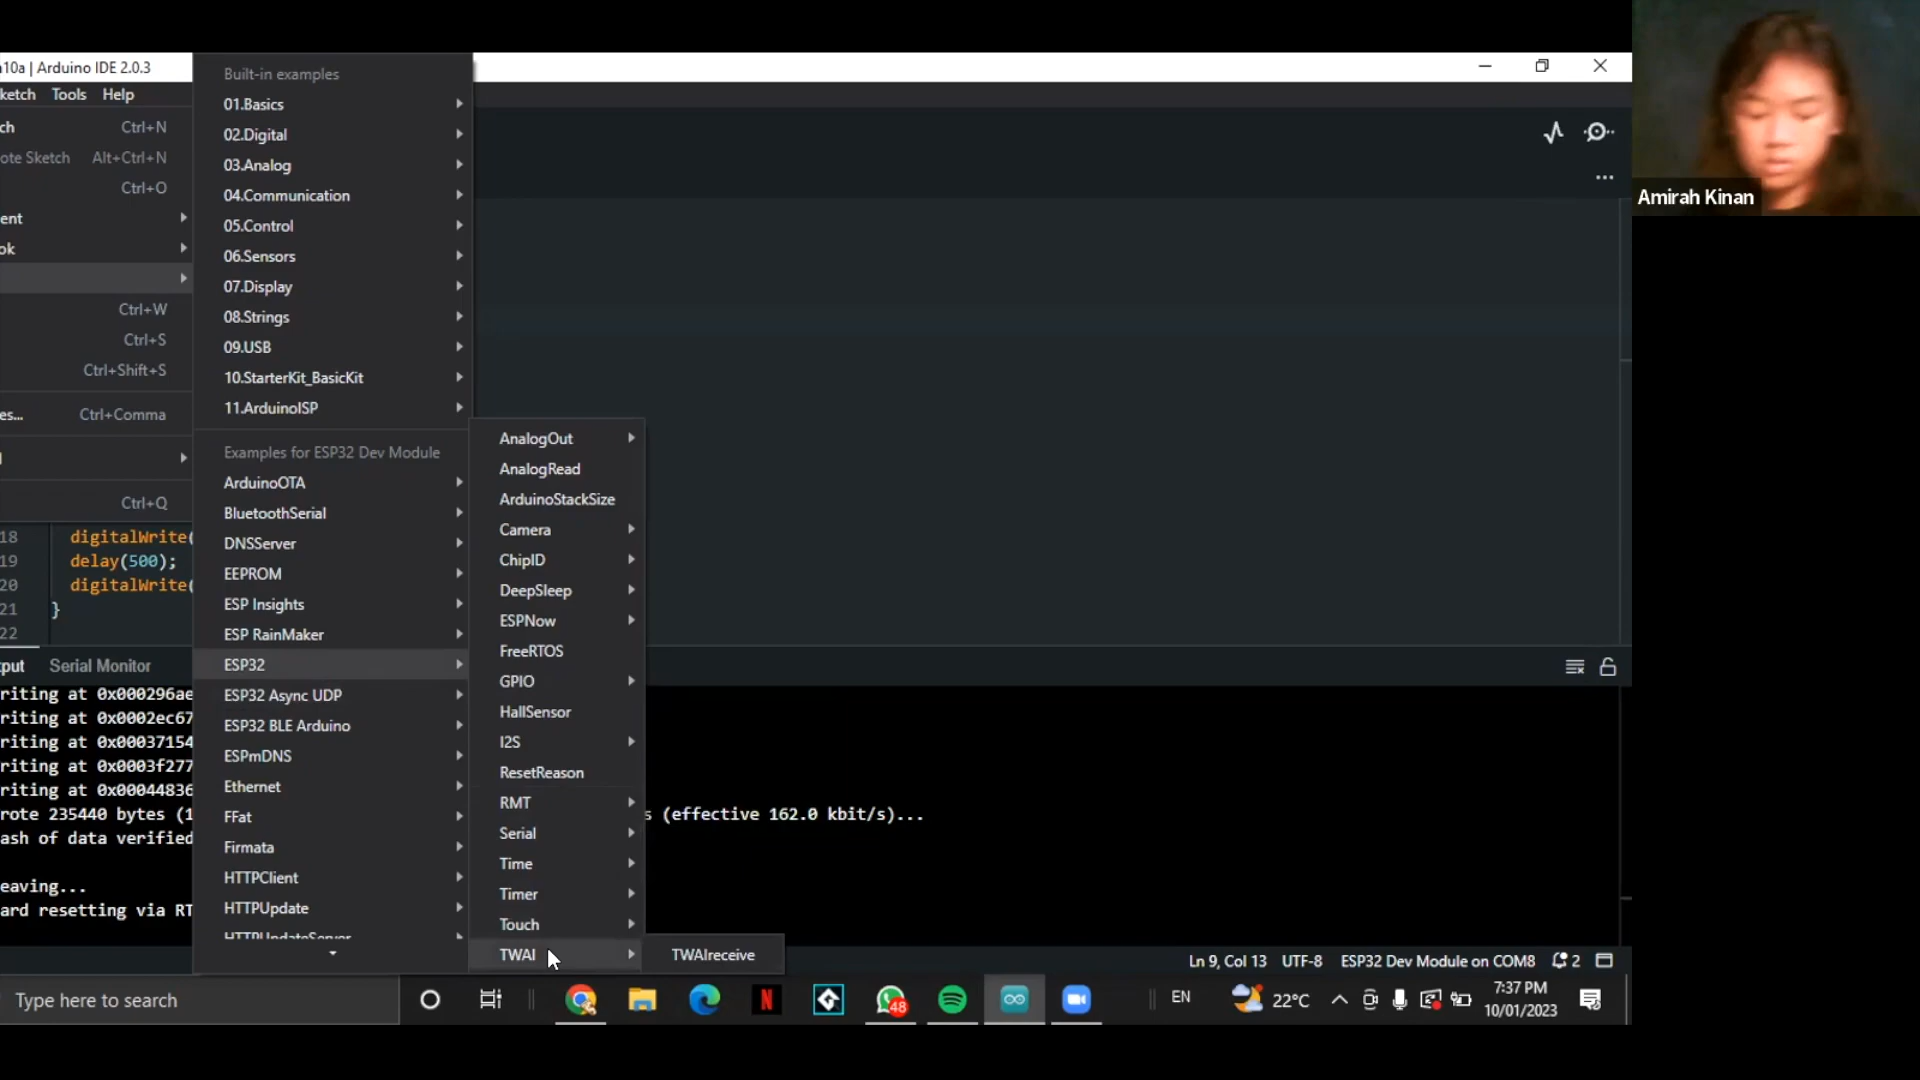 10a | Arduino IDE 2.0.3
ketch Tools Help
ch Ctrl+N
ote Sketch Alt+Ctrl+N
Ctrl+O
ent
ok
Ctrl+W
Ctrl+S
Ctrl+Shift+S
es... Ctrl+Comma
Ctrl+Q
Built-in examples
01.Basics
02.Digital
03.Analog
04.Communication
05.Control
06.Sensors
07.Display
08.Strings
09.USB
10.StarterKit_BasicKit
11.ArduinoISP
Examples for ESP32 Dev Module
ArduinoOTA
BluetoothSerial
DNSServer
EEPROM
ESP Insights
ESP RainMaker
ESP32
ESP32 Async UDP
ESP32 BLE Arduino
ESPmDNS
Ethernet
FFat
Firmata
HTTPClient
HTTPUpdate
HTTPUpdateServer
AnalogOut
AnalogRead
ArduinoStackSize
Camera
ChipID
DeepSleep
ESPNow
FreeRTOS
GPIO
HallSensor
I2S
ResetReason
RMT
Serial
Time
Timer
Touch
TWAI
TWAIreceive
18 digitalWrite(
19 delay(500);
20 digitalWrite(
21 }
22
put Serial Monitor
riting at 0x000296ae
riting at 0x0002ec67
riting at 0x00037154
riting at 0x0003f277
riting at 0x00044836
rote 235440 bytes (1 s (effective 162.0 kbit/s)...
ash of data verified
eaving...
ard resetting via RT
Ln 9, Col 13 UTF-8 ESP32 Dev Module on COM8 2
Type here to search
48
EN
22°C
7:37 PM
10/01/2023
Amirah Kinan